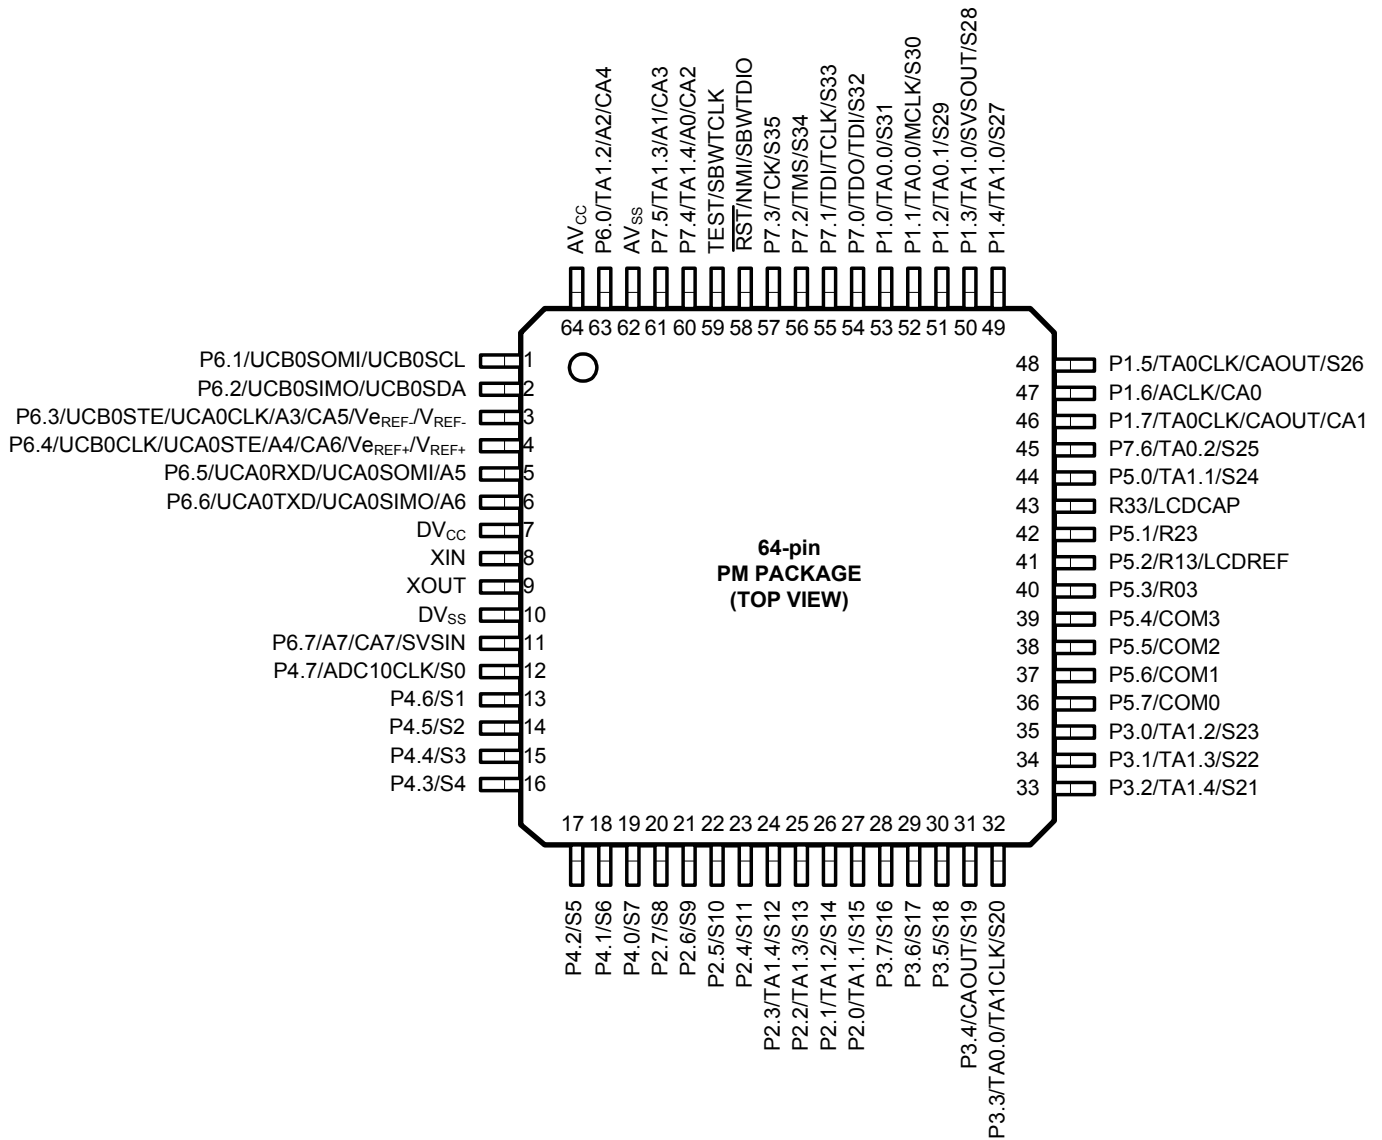 AVCC
P6.0/TA1.2/A2/CA4
AVSS
P7.5/TA1.3/A1/CA3
P7.4/TA1.4/A0/CA2
TEST/SBWTCLK
RST/NMI/SBWTDIO
P7.3/TCK/S35
P7.2/TMS/S34
P7.1/TDI/TCLK/S33
P7.0/TDO/TDI/S32
P1.0/TA0.0/S31
P1.1/TA0.0/MCLK/S30
P1.2/TA0.1/S29
P1.3/TA1.0/SVSOUT/S28
P1.4/TA1.0/S27
64 63 62 61 60 59 58 57 56 55 54 53 52 51 50 49
P6.1/UCB0SOMI/UCB0SCL 1
P6.2/UCB0SIMO/UCB0SDA 2
P6.3/UCB0STE/UCA0CLK/A3/CA5/VeREF-/VREF- 3
P6.4/UCB0CLK/UCA0STE/A4/CA6/VeREF+/VREF+ 4
P6.5/UCA0RXD/UCA0SOMI/A5 5
P6.6/UCA0TXD/UCA0SIMO/A6 6
DVCC 7
XIN 8
XOUT 9
DVSS 10
P6.7/A7/CA7/SVSIN 11
P4.7/ADC10CLK/S0 12
P4.6/S1 13
P4.5/S2 14
P4.4/S3 15
P4.3/S4 16
64-pin
PM PACKAGE
(TOP VIEW)
48 P1.5/TA0CLK/CAOUT/S26
47 P1.6/ACLK/CA0
46 P1.7/TA0CLK/CAOUT/CA1
45 P7.6/TA0.2/S25
44 P5.0/TA1.1/S24
43 R33/LCDCAP
42 P5.1/R23
41 P5.2/R13/LCDREF
40 P5.3/R03
39 P5.4/COM3
38 P5.5/COM2
37 P5.6/COM1
36 P5.7/COM0
35 P3.0/TA1.2/S23
34 P3.1/TA1.3/S22
33 P3.2/TA1.4/S21
17 18 19 20 21 22 23 24 25 26 27 28 29 30 31 32
P4.2/S5
P4.1/S6
P4.0/S7
P2.7/S8
P2.6/S9
P2.5/S10
P2.4/S11
P2.3/TA1.4/S12
P2.2/TA1.3/S13
P2.1/TA1.2/S14
P2.0/TA1.1/S15
P3.7/S16
P3.6/S17
P3.5/S18
P3.4/CAOUT/S19
P3.3/TA0.0/TA1CLK/S20